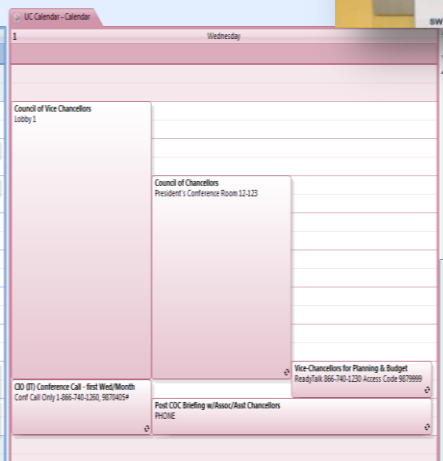 UC Calendar - Calendar
SW
1
Wednesday
Council of Vice Chancellors
Lobby 1
Council of Chancellors
President's Conference Room 12-123
Vice-Chancellors for Planning & Budget
ReadyTalk 866-740-1230 Access Code 9879999
CIO (IT) Conference Call - first Wed/Month
Conf Call Only 1-866-740-1260, 9870405#
Post COC Briefing w/Assoc/Asst Chancellors
PHONE